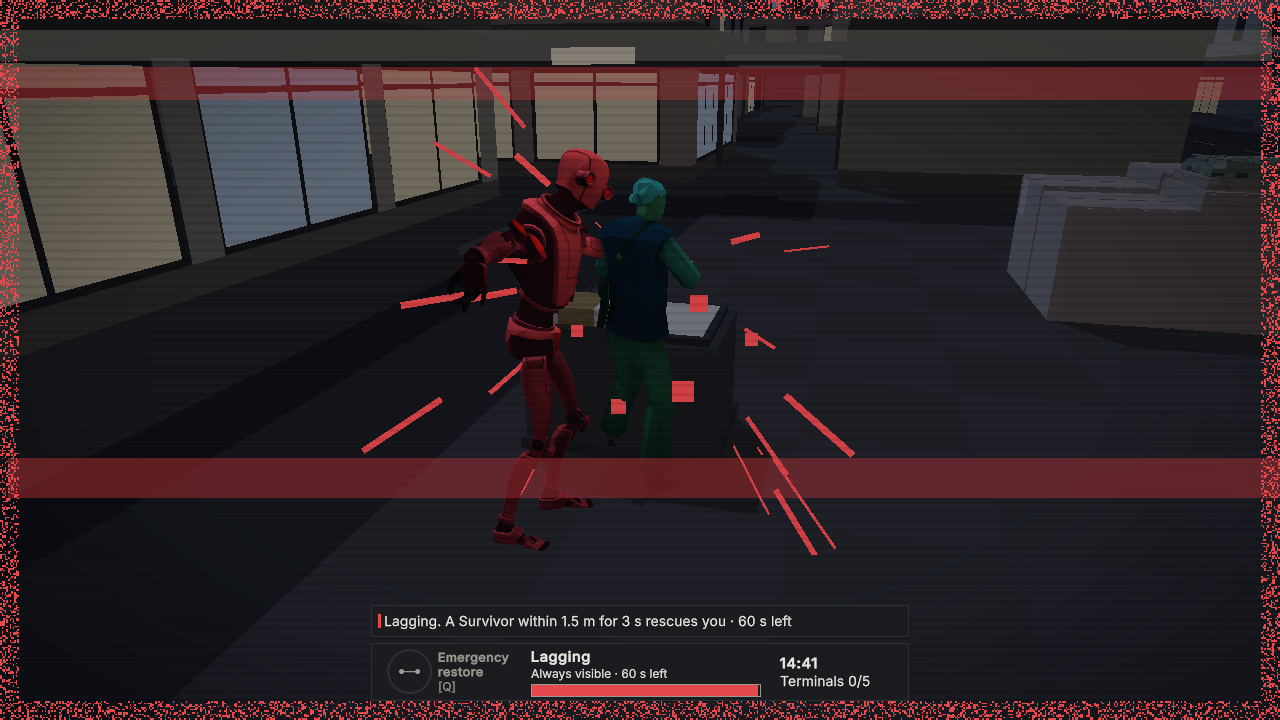 Lagging. A Survivor within 1.5 m for 3 s rescues you · 60 s left
Emergency
restore
[Q]
Lagging
Always visible · 60 s left
14:41
Terminals 0/5